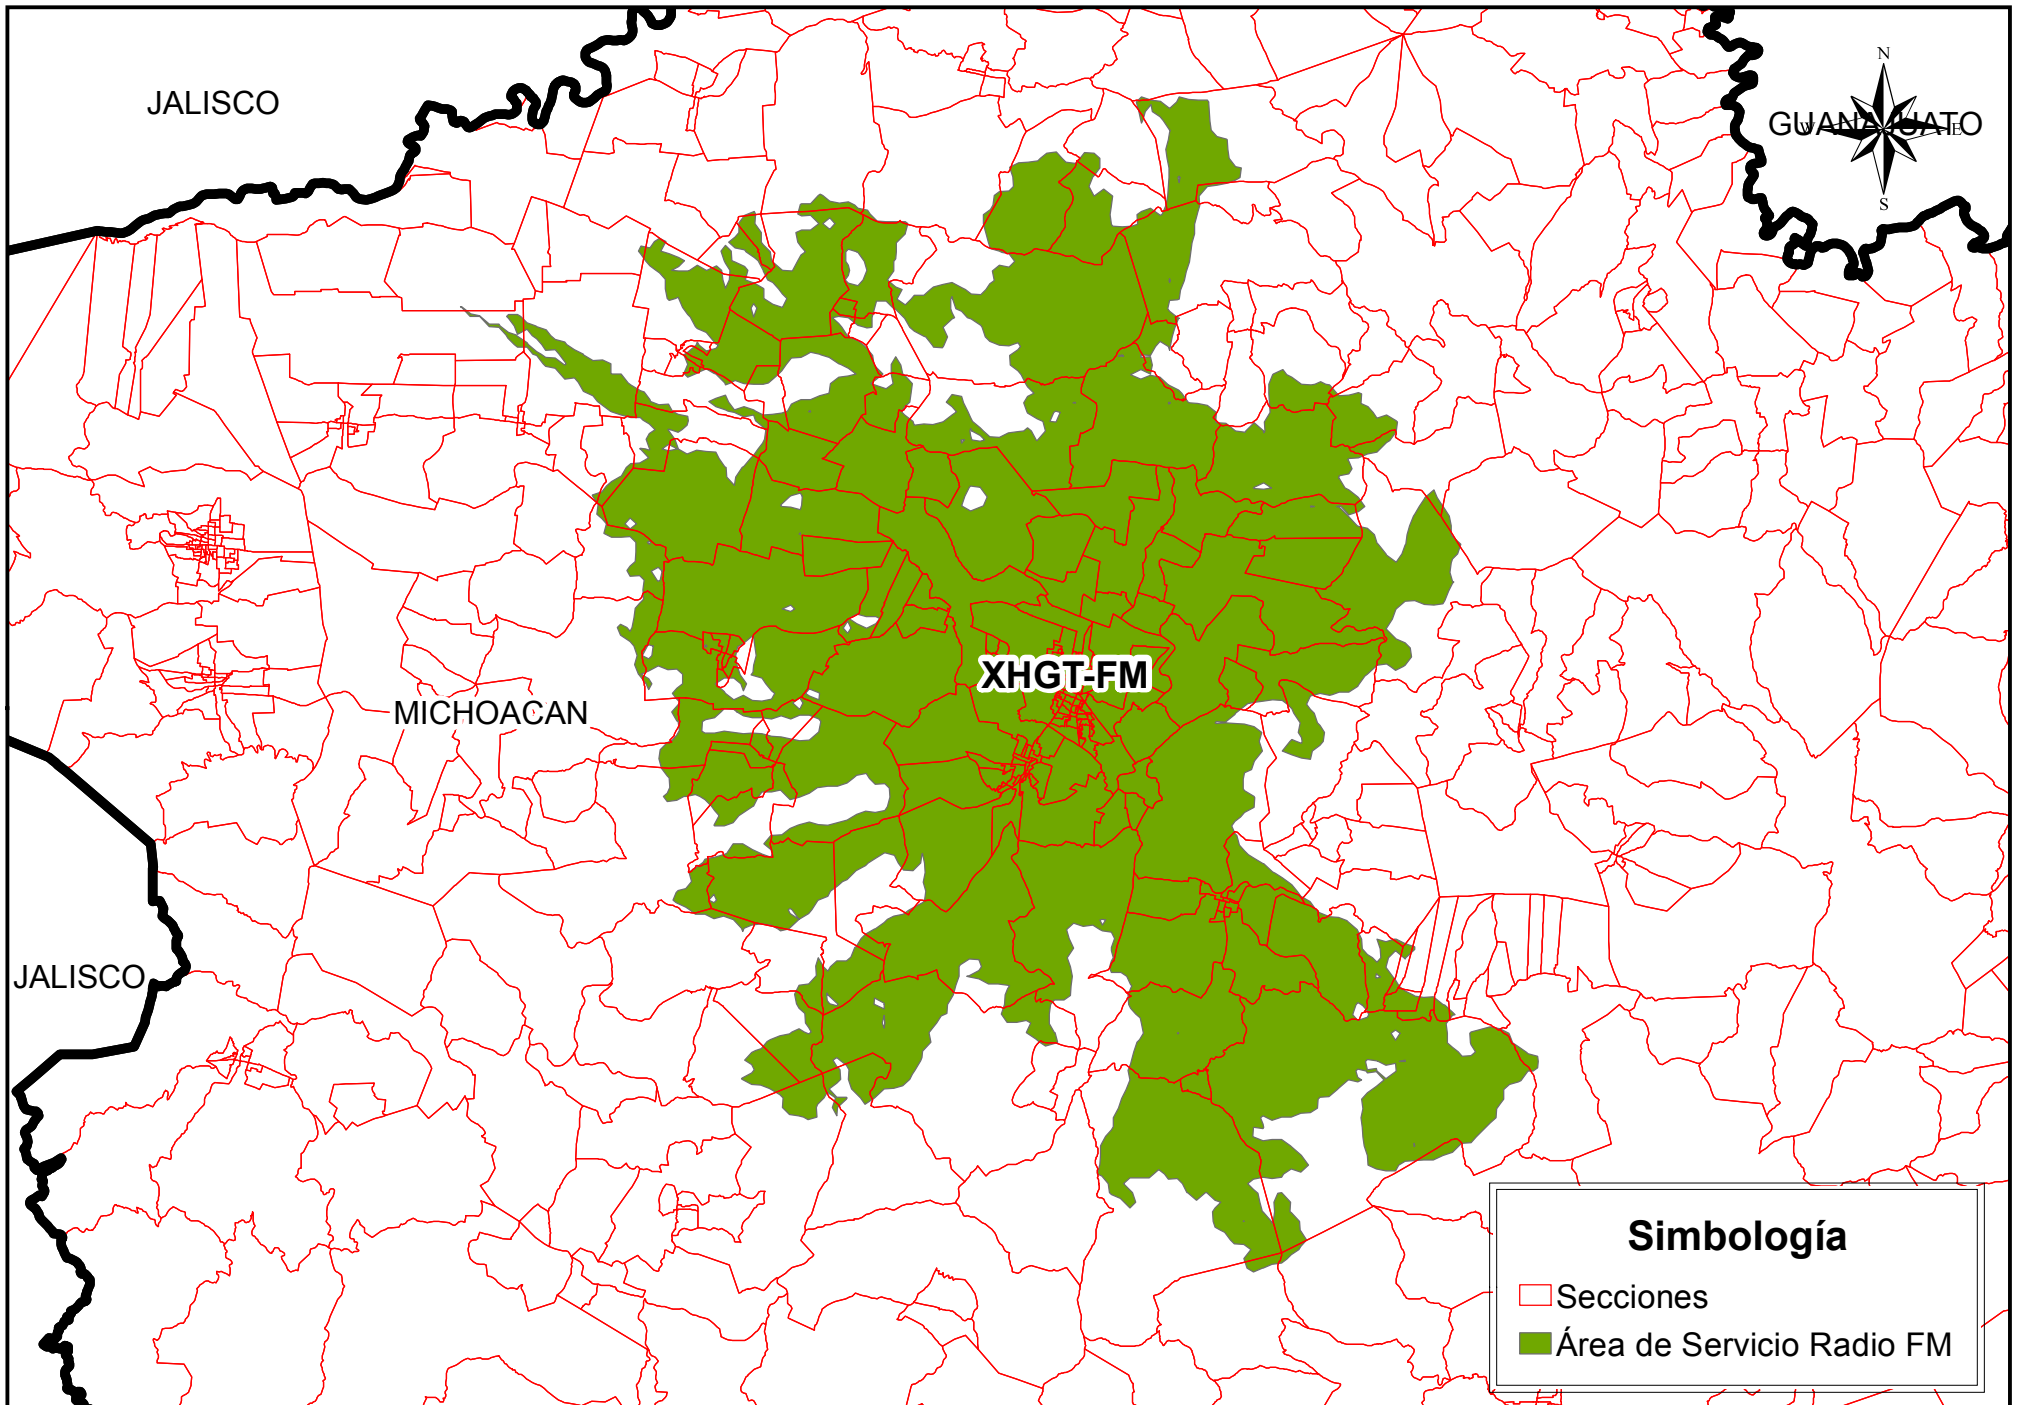 JALISCO
N
GUANAJUATO
W
E
S
XHGT-FM
MICHOACAN
JALISCO
Simbología
Secciones
Área de Servicio Radio FM